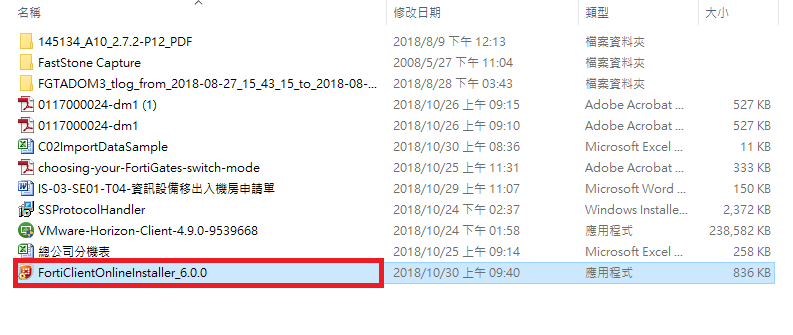 名稱 修改日期 類型 大小
145134_A10_2.7.2-P12_PDF 2018/8/9 下午 12:13 檔案資料夾
FastStone Capture 2008/5/27 下午 11:04 檔案資料夾
FGTADOM3_tlog_from_2018-08-27_15_43_15_to_2018-08-... 2018/8/28 下午 03:43 檔案資料夾
0117000024-dm1 (1) 2018/10/26 上午 09:15 Adobe Acrobat ... 527 KB
0117000024-dm1 2018/10/26 上午 09:10 Adobe Acrobat ... 527 KB
C02ImportDataSample 2018/10/30 上午 08:36 Microsoft Excel ... 11 KB
choosing-your-FortiGates-switch-mode 2018/10/25 上午 11:31 Adobe Acrobat ... 333 KB
IS-03-SE01-T04-資訊設備移出入機房申請單 2018/10/29 上午 11:07 Microsoft Word ... 150 KB
SSProtocolHandler 2018/10/24 下午 02:37 Windows Installe... 2,372 KB
VMware-Horizon-Client-4.9.0-9539668 2018/10/24 下午 01:58 應用程式 238,582 KB
總公司分機表 2018/10/25 上午 09:14 Microsoft Excel ... 258 KB
FortiClientOnlineInstaller_6.0.0 2018/10/30 上午 09:40 應用程式 836 KB